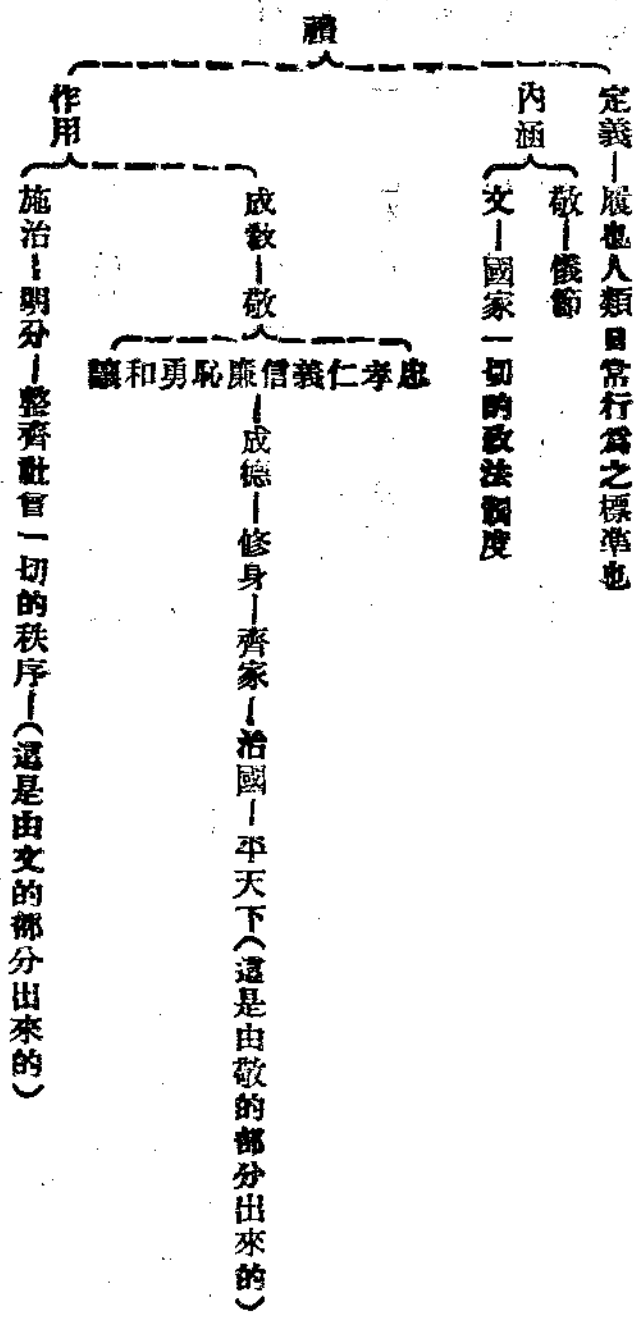 禮
定義—履也人類日常行爲之標準也
內涵
敬—儀節
文—國家一切的政法制度
作用
成教—敬
忠孝仁義信廉恥勇和讓
成德—修身—齊家—治國—平天下(這是由敬的部分出來的)
施治—明分—整齊社會一切的秩序—(這是由文的部分出來的)